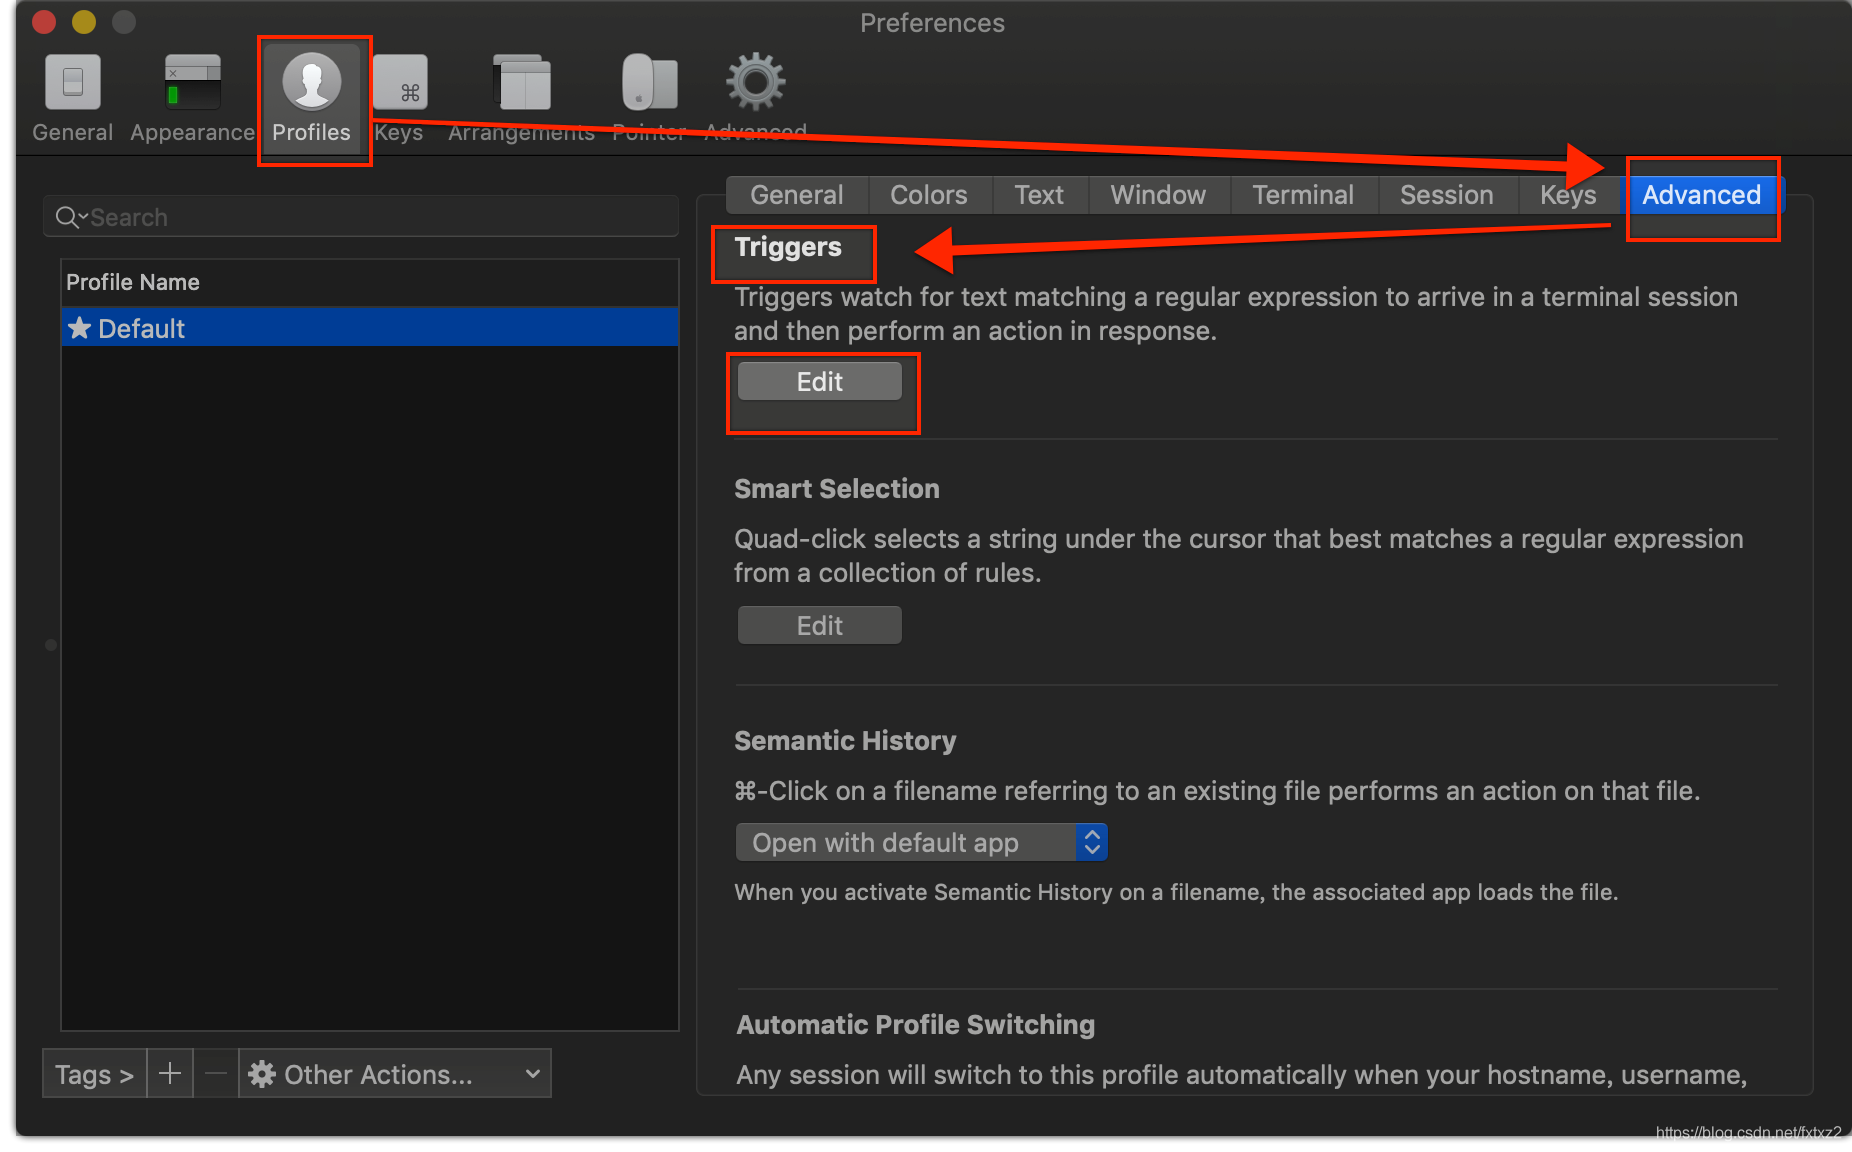 Preferences
General
Appearance
Profiles
Keys
Arrangements
Pointer
Advanced
Search
Profile Name
Default
General
Colors
Text
Window
Terminal
Session
Keys
Advanced
Triggers
Triggers watch for text matching a regular expression to arrive in a terminal session
and then perform an action in response.
Edit
Smart Selection
Quad-click selects a string under the cursor that best matches a regular expression
from a collection of rules.
Edit
Semantic History
⌘-Click on a filename referring to an existing file performs an action on that file.
Open with default app
When you activate Semantic History on a filename, the associated app loads the file.
Automatic Profile Switching
Any session will switch to this profile automatically when your hostname, username,
Tags >
Other Actions...
https://blog.csdn.net/fxtxz2